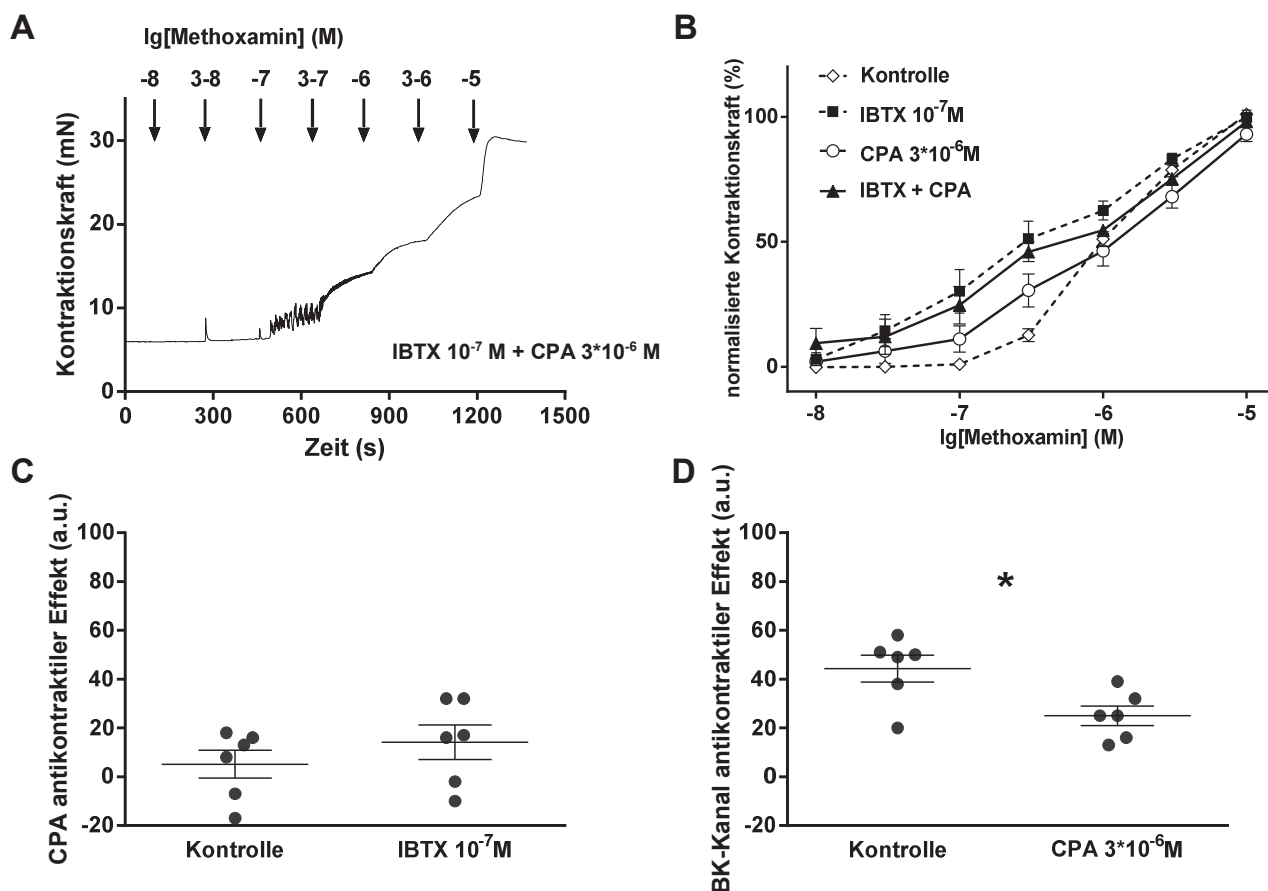 A
lg[Methoxamin] (M)
-8 3-8 -7 3-7 -6 3-6 -5
Kontraktionskraft (mN)
30
20
10
0
IBTX 10-7 M + CPA 3*10-6 M
0 300 600 900 1200 1500
Zeit (s)
B
normalisierte Kontraktionskraft (%)
100
50
0
Kontrolle
IBTX 10-7M
CPA 3*10-6M
IBTX + CPA
-8 -7 -6 -5
lg[Methoxamin] (M)
C
CPA antikontraktiler Effekt (a.u.)
100
80
60
40
20
0
-20
Kontrolle IBTX 10-7M
D
BK-Kanal antikontraktiler Effekt (a.u.)
100
80
60
40
20
0
-20
*
Kontrolle CPA 3*10-6M